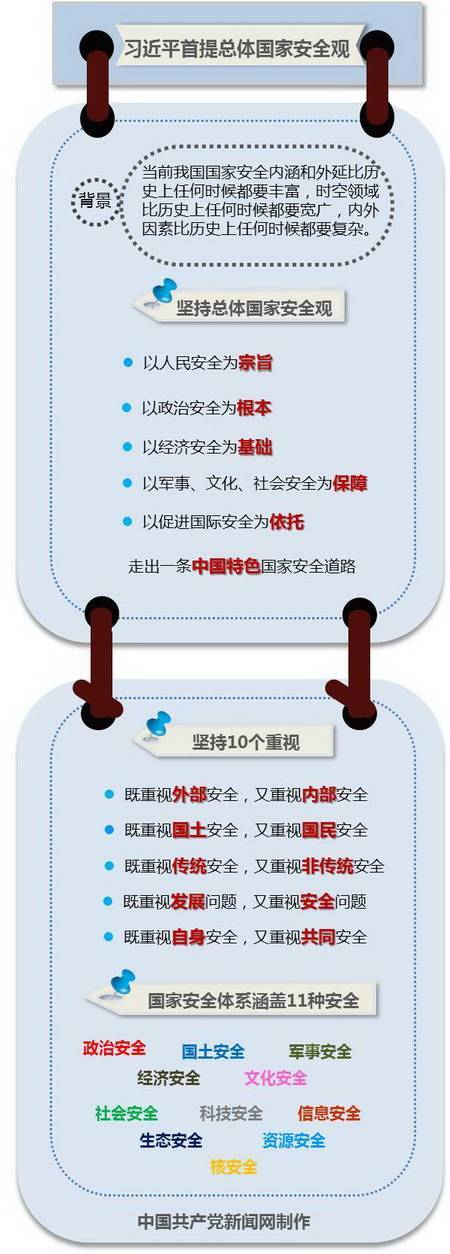 习近平首提总体国家安全观
背景
当前我国国家安全内涵和外延比历
史上任何时候都要丰富，时空领域
比历史上任何时候都要宽广，内外
因素比历史上任何时候都要复杂。
坚持总体国家安全观
以人民安全为宗旨
以政治安全为根本
以经济安全为基础
以军事、文化、社会安全为保障
以促进国际安全为依托
走出一条中国特色国家安全道路
坚持10个重视
既重视外部安全，又重视内部安全
既重视国土安全，又重视国民安全
既重视传统安全，又重视非传统安全
既重视发展问题，又重视安全问题
既重视自身安全，又重视共同安全
国家安全体系涵盖11种安全
政治安全 国土安全 军事安全
经济安全 文化安全
社会安全 科技安全 信息安全
生态安全 资源安全
核安全
中国共产党新闻网制作